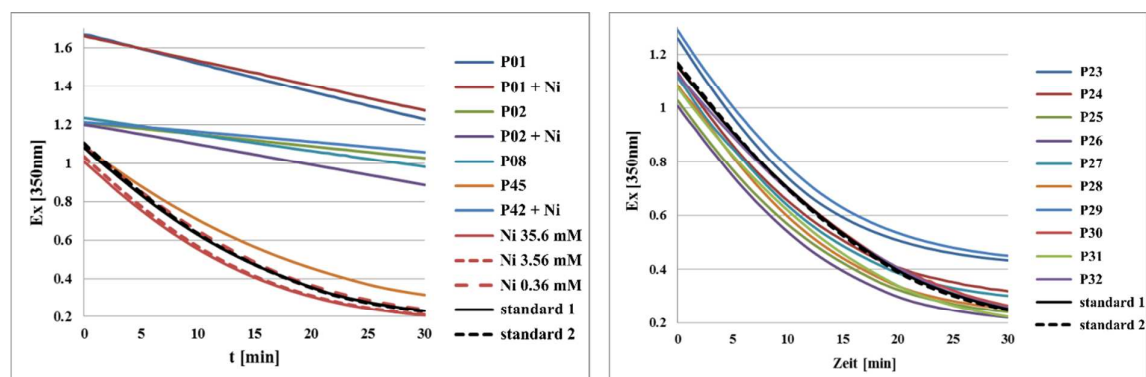 Ex [350nm]
1.6
1.4
1.2
1
0.8
0.6
0.4
0.2
0
5
10
15
20
25
30
t [min]
P01
P01 + Ni
P02
P02 + Ni
P08
P45
P42 + Ni
Ni 35.6 mM
Ni 3.56 mM
Ni 0.36 mM
standard 1
standard 2
Ex [350nm]
1.2
1
0.8
0.6
0.4
0.2
0
5
10
15
20
25
30
Zeit [min]
P23
P24
P25
P26
P27
P28
P29
P30
P31
P32
standard 1
standard 2